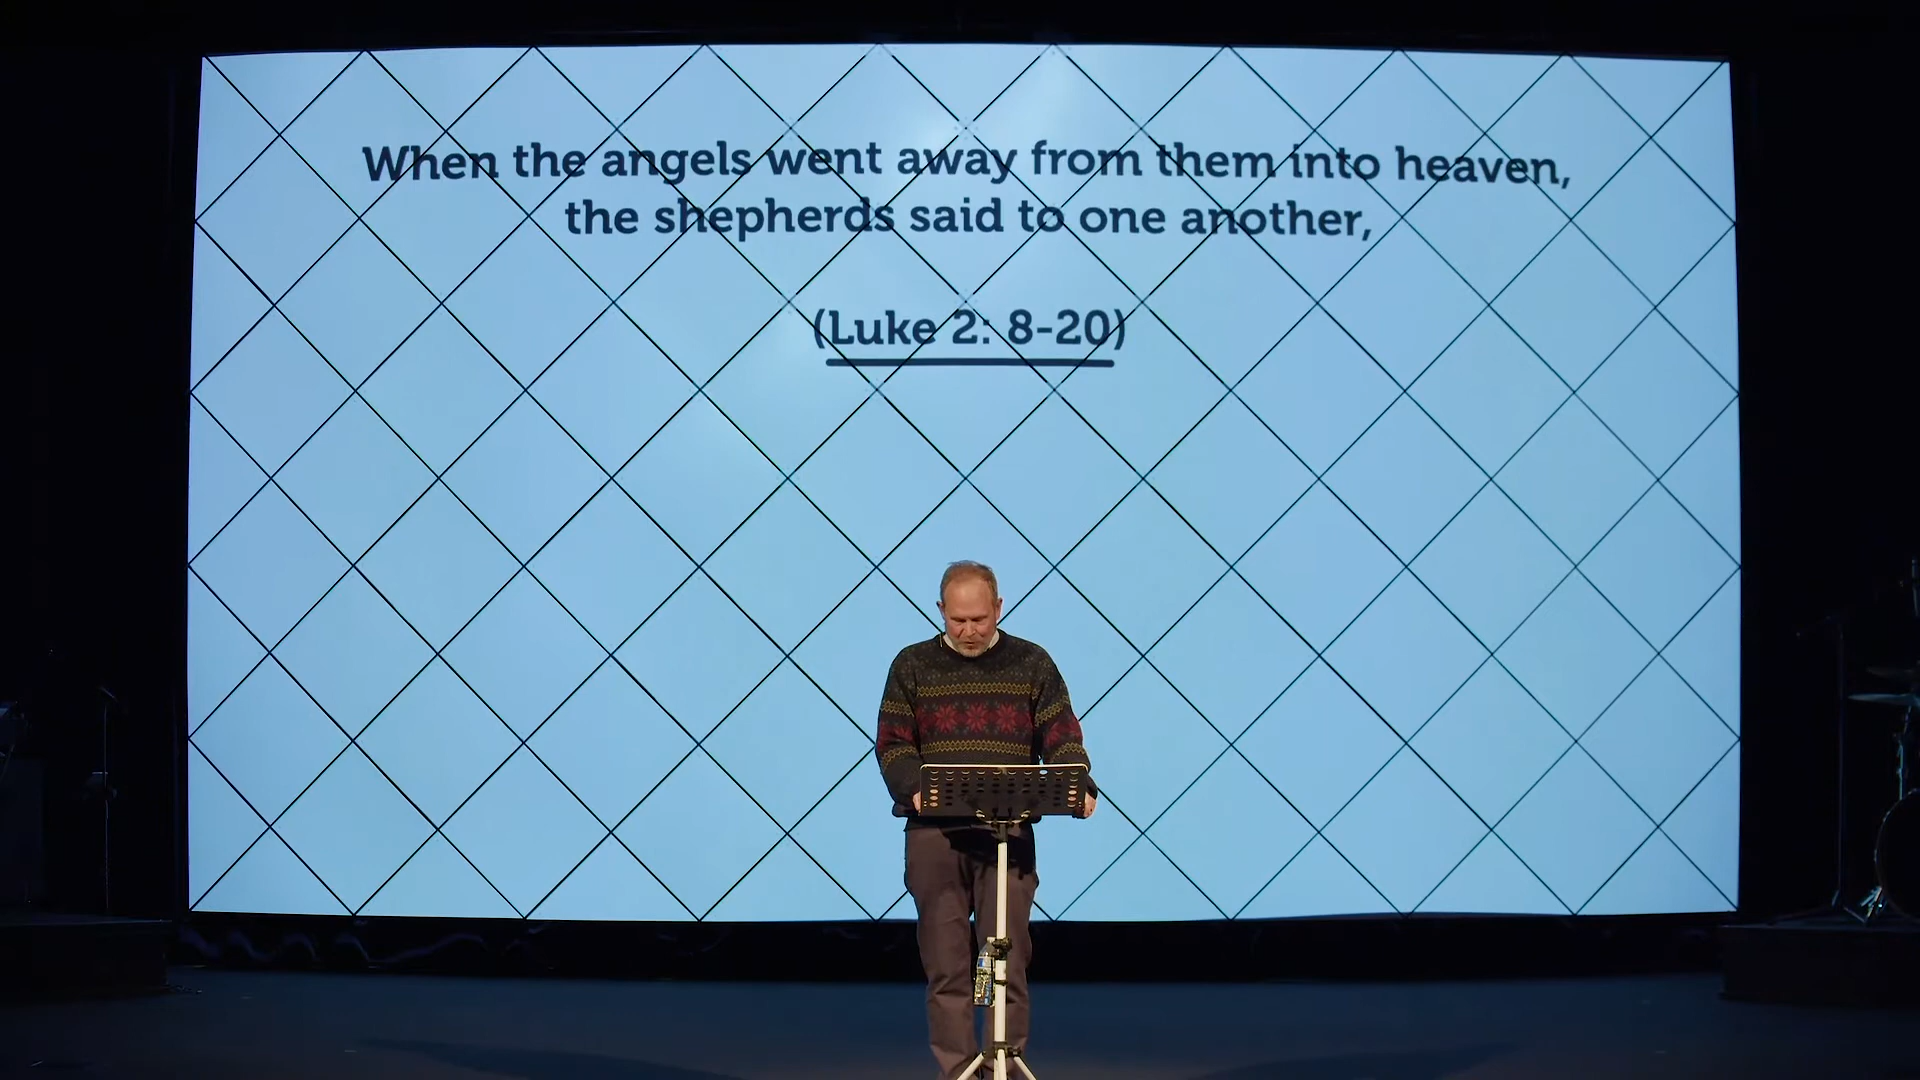 When the angels went away from them into heaven,
the shepherds said to one another,
(Luke 2: 8-20)